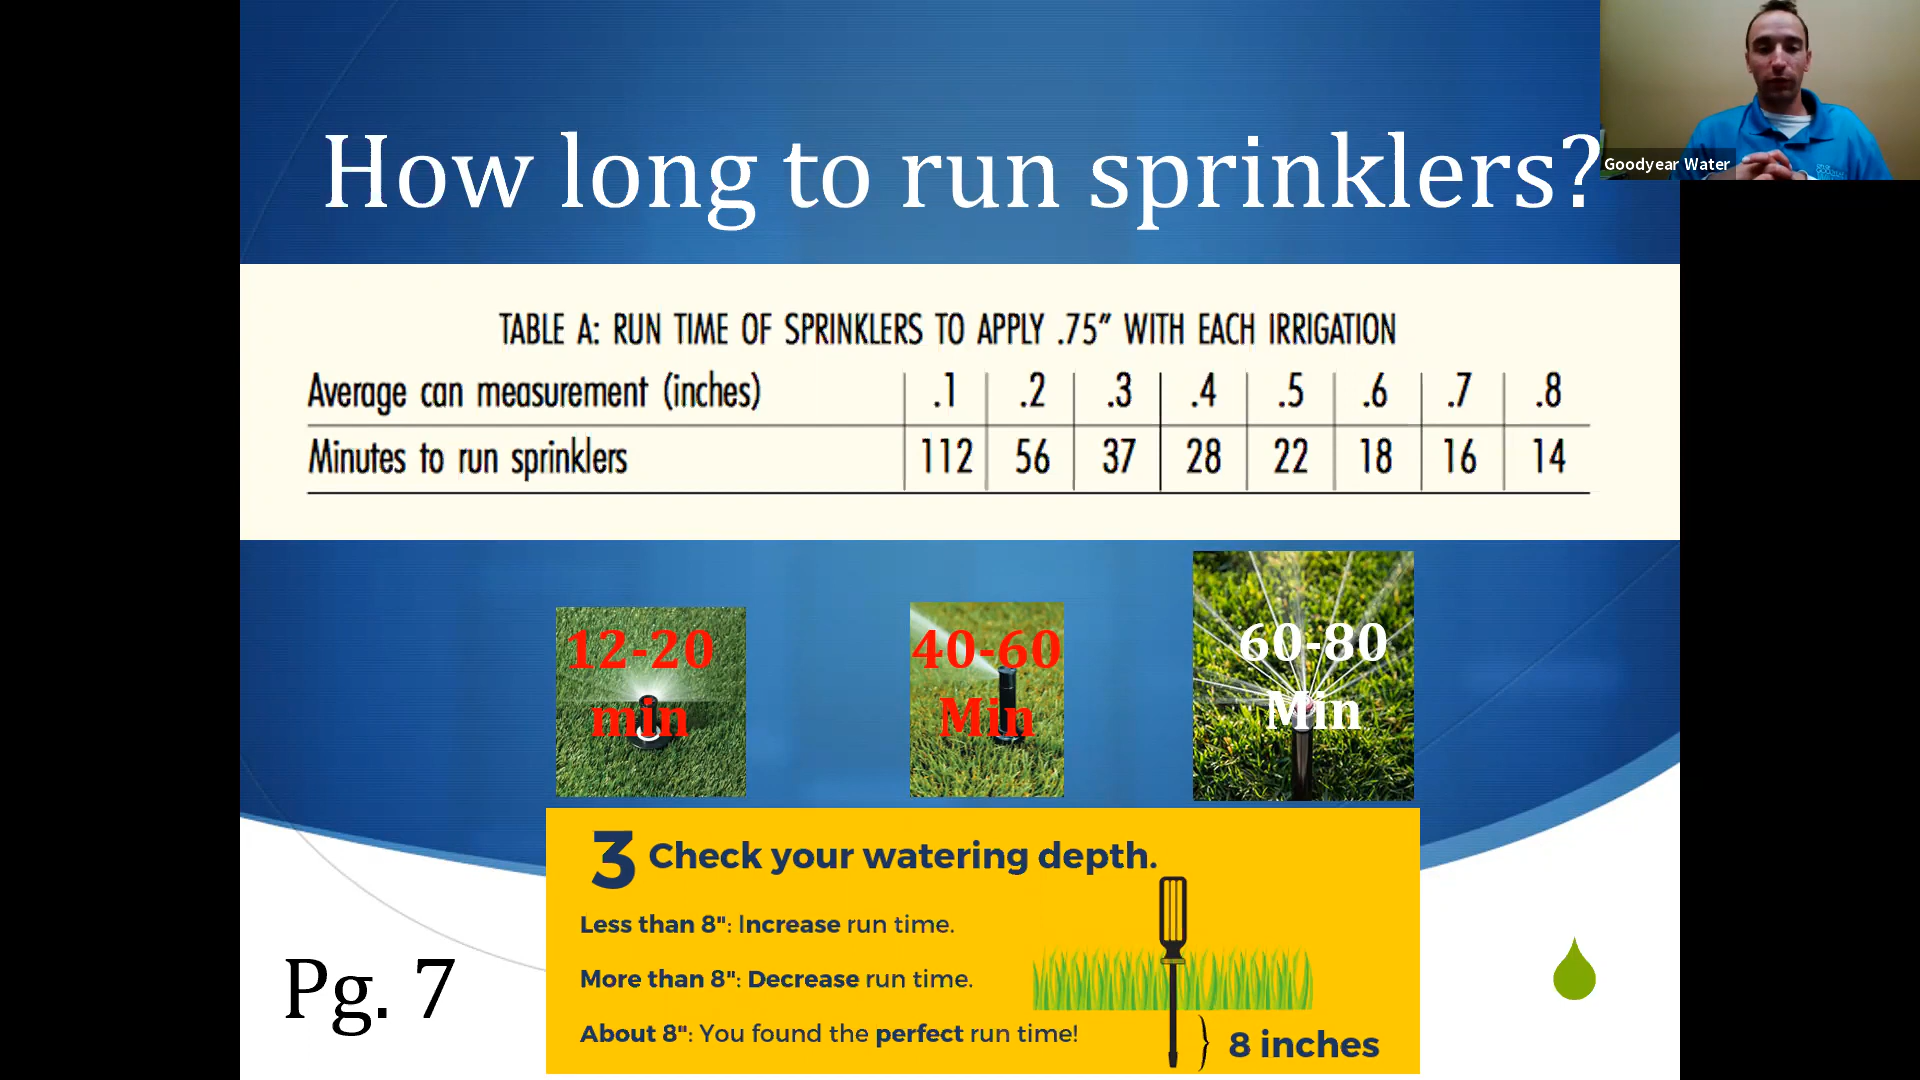 How long to run sprinklers?
Goodyear Water
TABLE A: RUN TIME OF SPRINKLERS TO APPLY .75" WITH EACH IRRIGATION
Average can measurement (inches) .1 .2 .3 .4 .5 .6 .7 .8
Minutes to run sprinklers 112 56 37 28 22 18 16 14
12-20
min
40-60
Min
60-80
Min
3 Check your watering depth.
Less than 8": Increase run time.
More than 8": Decrease run time.
About 8": You found the perfect run time!
8 inches
Pg. 7